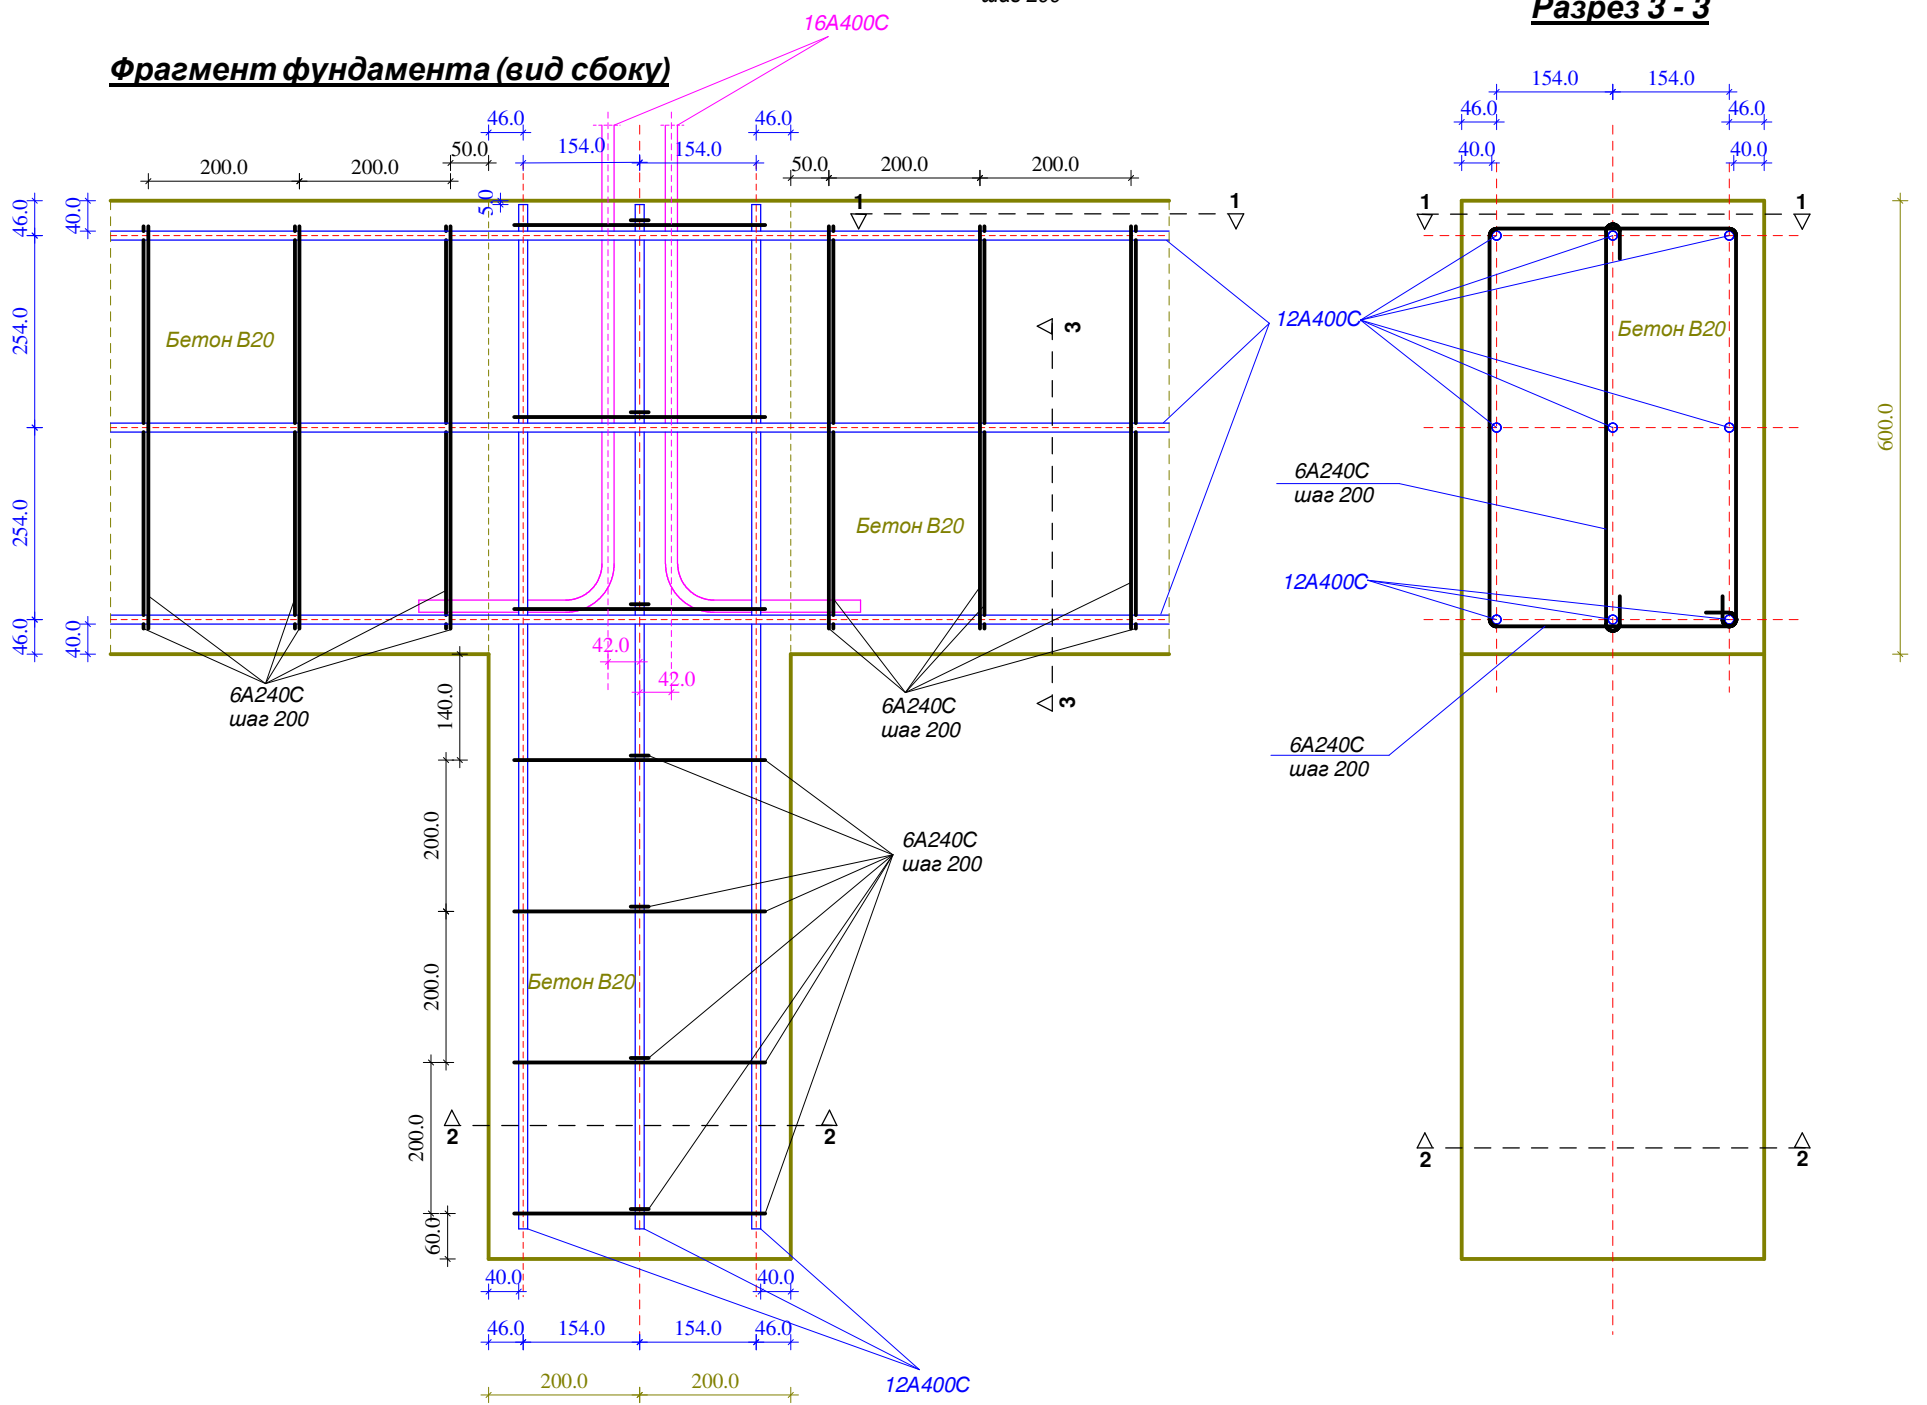 шаг 200
16А400С
Разрез 3 - 3
Фрагмент фундамента (вид сбоку)
154.0 154.0
46.0 46.0
46.0 46.0
154.0 154.0
50.0
200.0 200.0
50.0 200.0 200.0
40.0 40.0
5.0
46.0 40.0
1 1
1 1
254.0
Бетон В20
3
12А400С
Бетон В20
600.0
6А240С
шаг 200
254.0
Бетон В20
12А400С
46.0 40.0
42.0
42.0
3
6А240С
шаг 200
140.0
6А240С
шаг 200
6А240С
шаг 200
200.0
6А240С
шаг 200
200.0
Бетон В20
200.0
2 2
2 2
60.0
40.0 40.0
46.0 154.0 154.0 46.0
200.0 200.0
12А400С